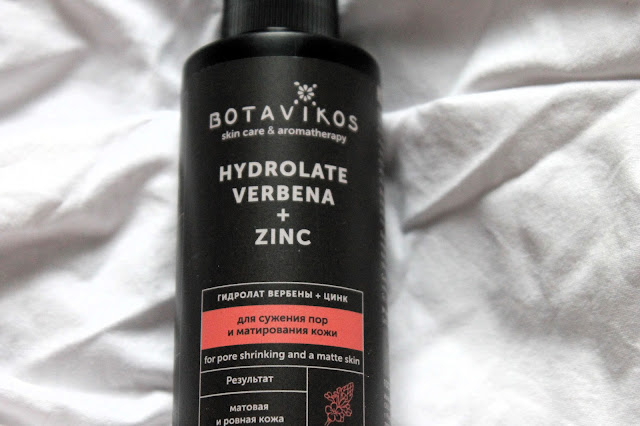 BOTAVIKOS
skin care & aromatherapy
HYDROLATE
VERBENA
+
ZINC
ГИДРОЛАТ ВЕРБЕНЫ + ЦИНК
для сужения пор
и матирования кожи
for pore shrinking and a matte skin
Результат
матовая
и ровная кожа